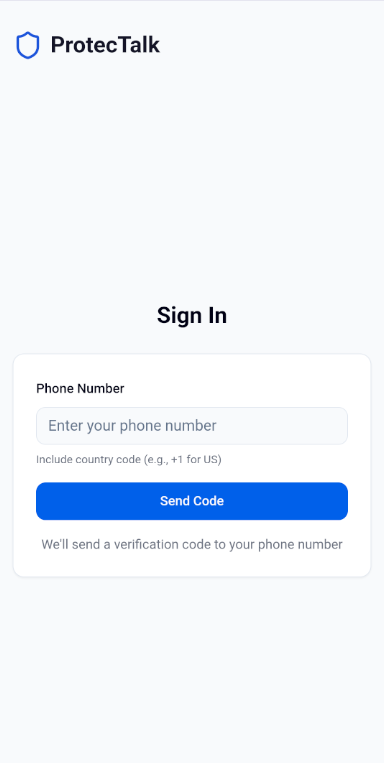 ProtecTalk
Sign In
Phone Number
Enter your phone number
Include country code (e.g., +1 for US)
Send Code
We'll send a verification code to your phone number